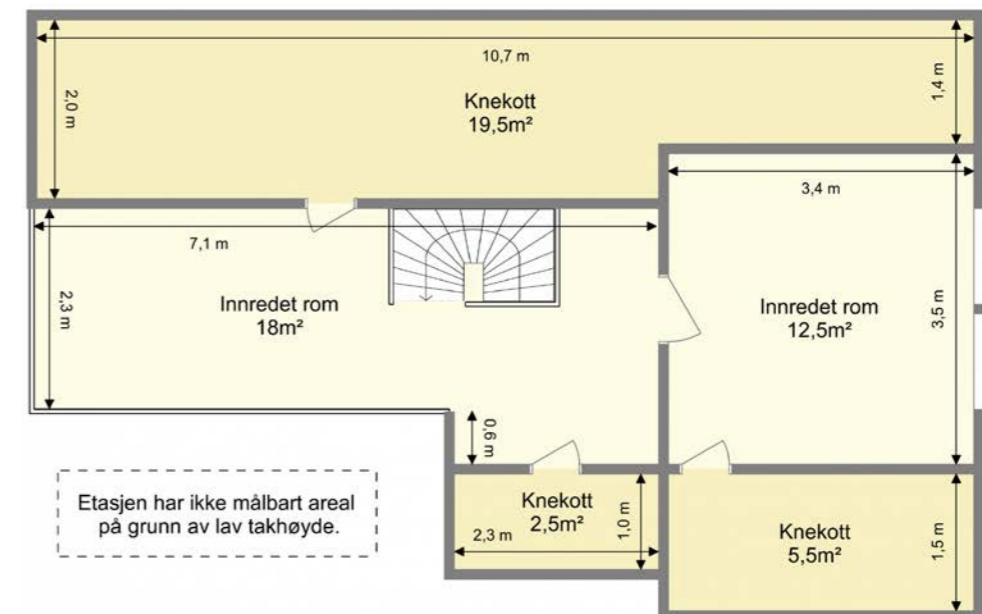 10,7 m
2,0 m
1,4 m
Knekott
19,5m²
3,4 m
7,1 m
2,3 m
Innredet rom
18m²
Innredet rom
12,5m²
3,5 m
0,6 m
Etasjen har ikke målbart areal
på grunn av lav takhøyde.
Knekott
2,5m²
2,3 m
1,0 m
Knekott
5,5m²
1,5 m